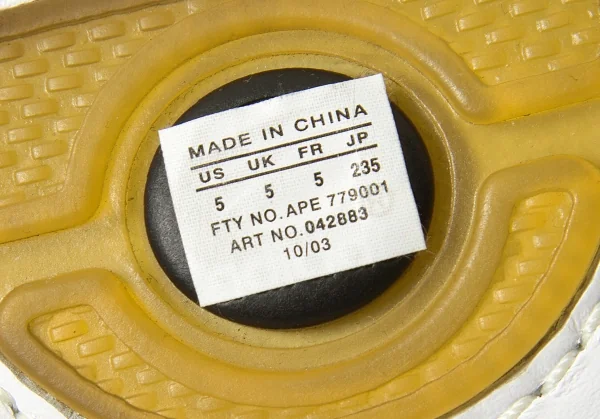 MADE IN CHINA
US UK FR JP
5 5 5 235
FTY NO. APE 779001
ART NO. 042883
10/03